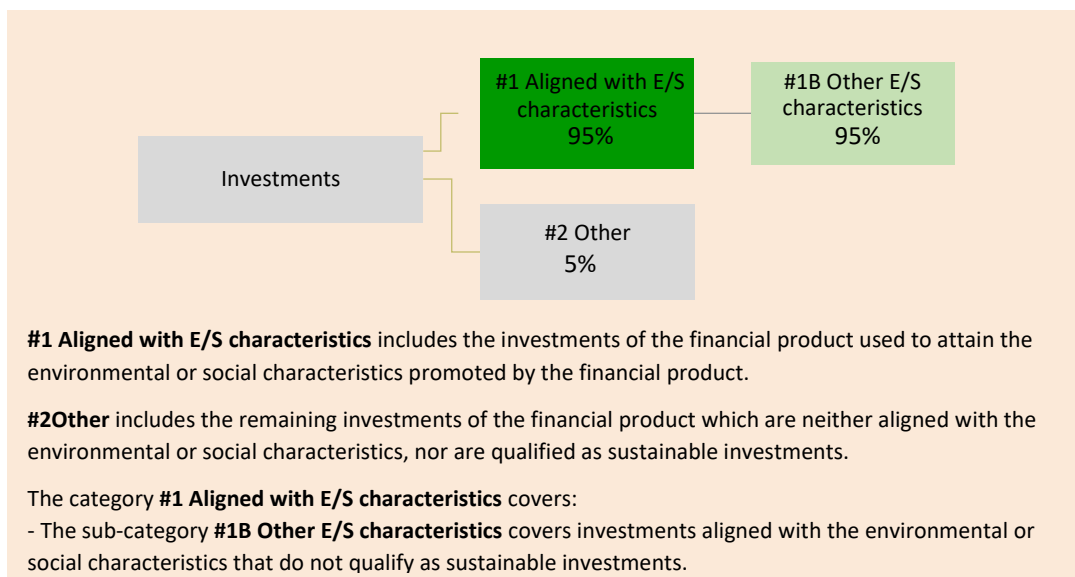 #1 Aligned with E/S
characteristics
95%
#1B Other E/S
characteristics
95%
Investments
#2 Other
5%
#1 Aligned with E/S characteristics includes the investments of the financial product used to attain the
environmental or social characteristics promoted by the financial product.
#2Other includes the remaining investments of the financial product which are neither aligned with the
environmental or social characteristics, nor are qualified as sustainable investments.
The category #1 Aligned with E/S characteristics covers:
- The sub-category #1B Other E/S characteristics covers investments aligned with the environmental or
social characteristics that do not qualify as sustainable investments.